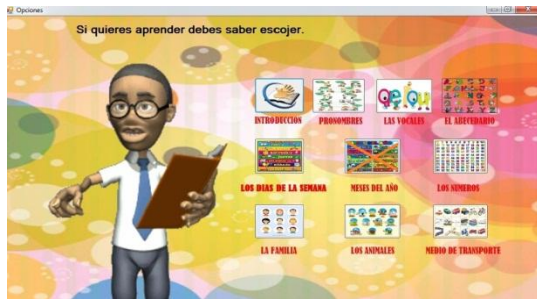 Opciones
Si quieres aprender debes saber escojer.
INTRODUCCION PRONOMBRES LAS VOCALES EL ABECEDARIO
LOS DIAS DE LA SEMANA MESES DEL AÑO LOS NUMEROS
LA FAMILIA LOS ANIMALES MEDIO DE TRANSPORTE